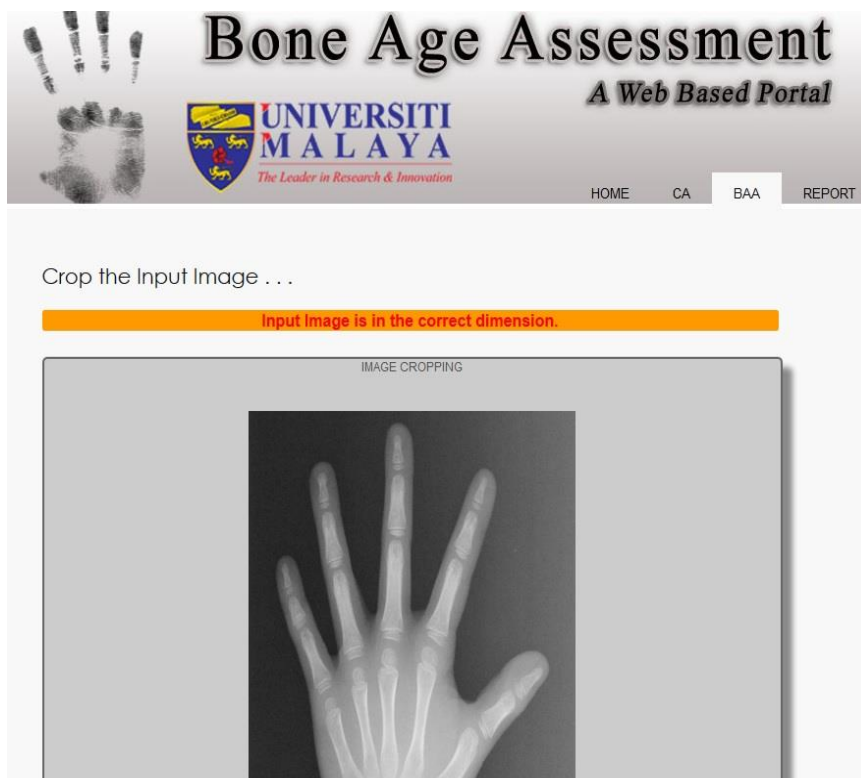 Bone Age Assessment
A Web Based Portal
UNIVERSITI
MALAYA
The Leader in Research & Innovation
HOME CA BAA REPORT
Crop the Input Image . . .
Input Image is in the correct dimension.
IMAGE CROPPING